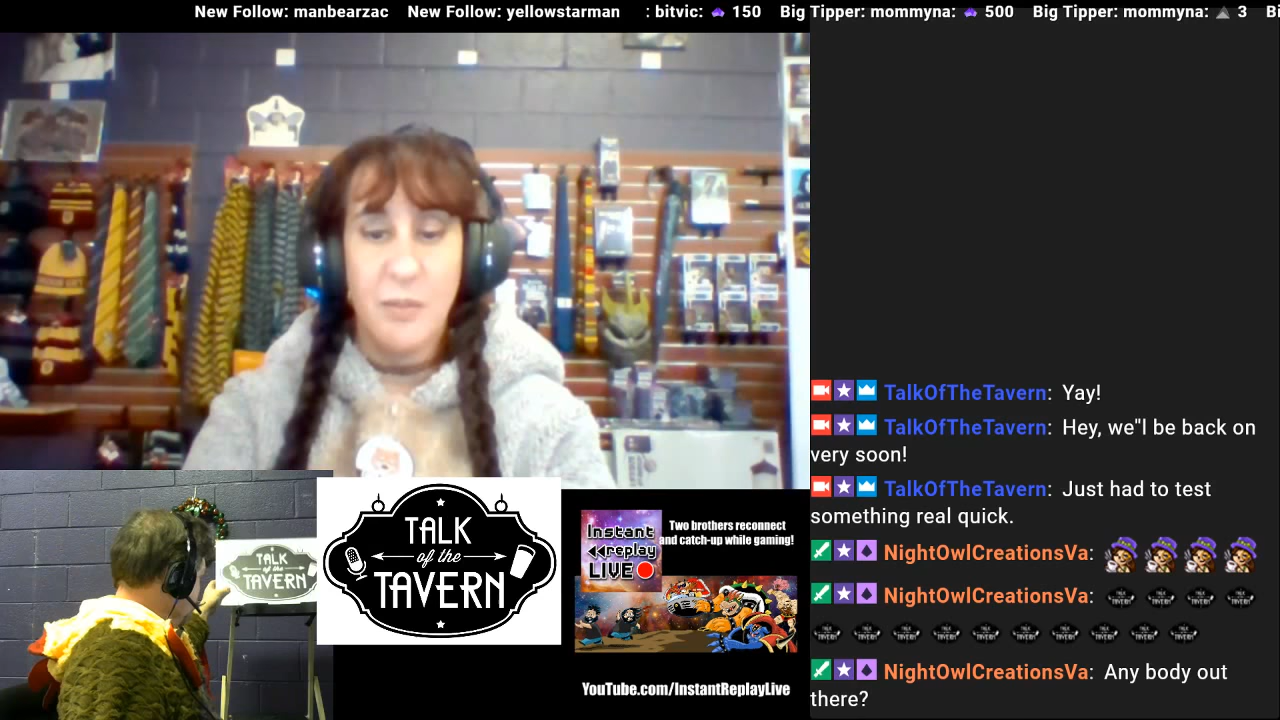 New Follow: manbearzac New Follow: yellowstarman : bitvic: 150 Big Tipper: mommyna: 500 Big Tipper: mommyna: 3 Bi
TalkOfTheTavern: Yay!
TalkOfTheTavern: Hey, we"l be back on
very soon!
TalkOfTheTavern: Just had to test
something real quick.
NightOwlCreationsVa:
NightOwlCreationsVa:
NightOwlCreationsVa: Any body out
there?
TALK
of the
TAVERN
TALK
of the
TAVERN
Instant
replay
LIVE
Two brothers reconnect
and catch-up while gaming!
YouTube.com/InstantReplayLive